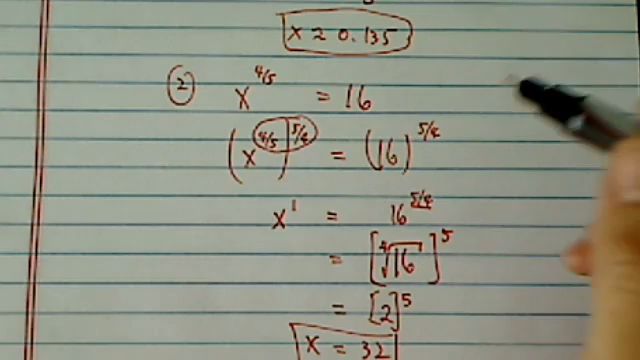 x ≈ 0.135
② x^(4/5) = 16
(x^(4/5))^(5/4) = (16)^(5/4)
x^1 = 16^(5/4)
= [∜16]^5
= [2]^5
x = 32